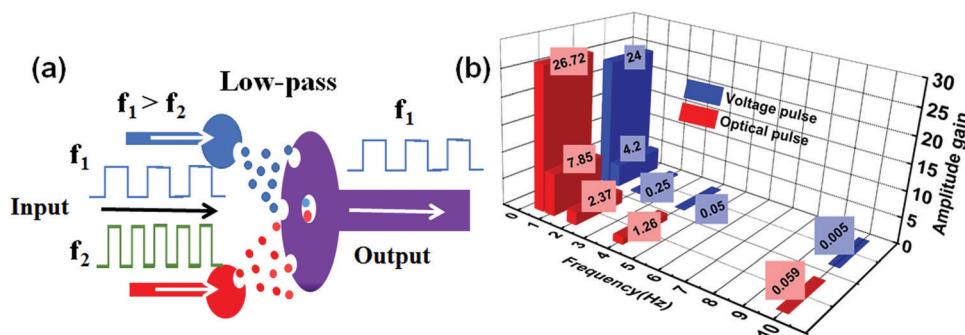 (a)
Low-pass
f1 > f2
f1
f1
Input
f2
Output
(b)
26.72
24
7.85
4.2
2.37
0.25
1.26
0.05
0.059
0.005
Voltage pulse
Optical pulse
0
1
2
3
4
5
6
7
8
9
10
Frequency(Hz)
30
25
20
15
10
5
0
Amplitude gain